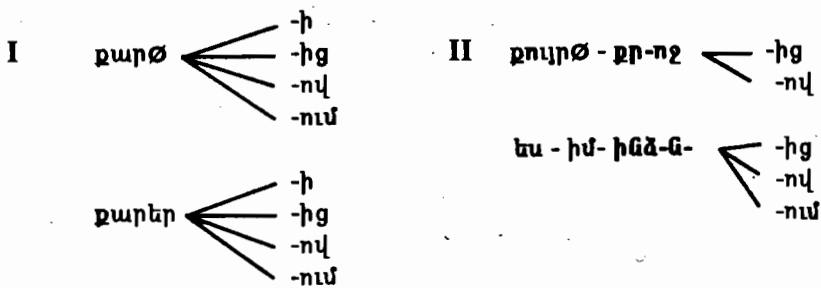 I քարØ -ի
-ից
-ով
-ում
քարեր -ի
-ից
-ով
-ում
II քույրØ - քր-ոջ -ից
-ով
ես - իմ- ինձ-ն- -ից
-ով
-ում